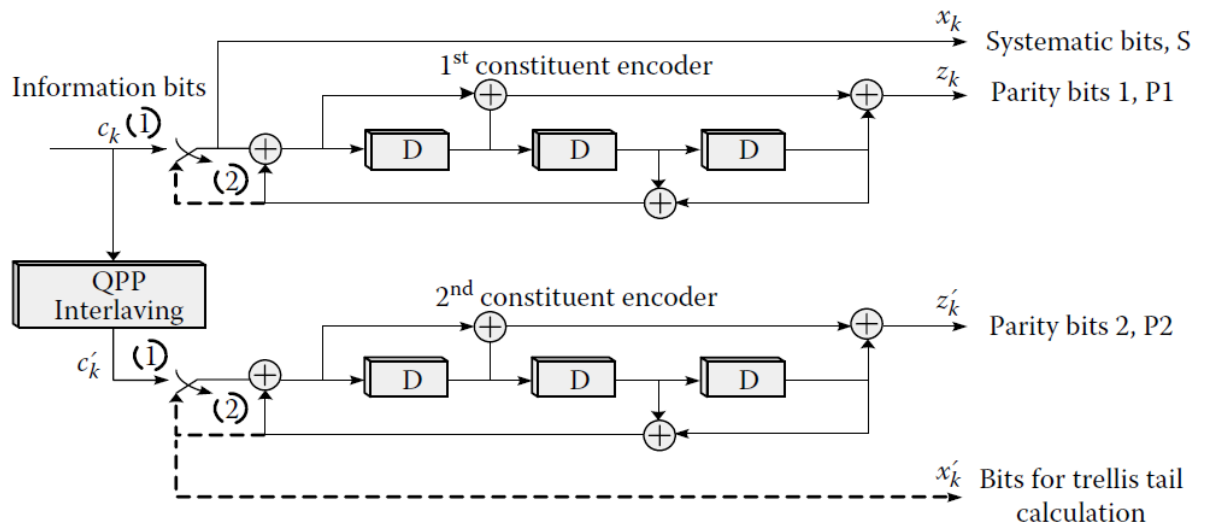 x_k
Systematic bits, S
1st constituent encoder
z_k
Information bits
Parity bits 1, P1
c_k (1)
D
D
D
(2)
QPP
Interlaving
2nd constituent encoder
z´_k
Parity bits 2, P2
c´_k
(1)
D
D
D
(2)
x´_k
Bits for trellis tail
calculation